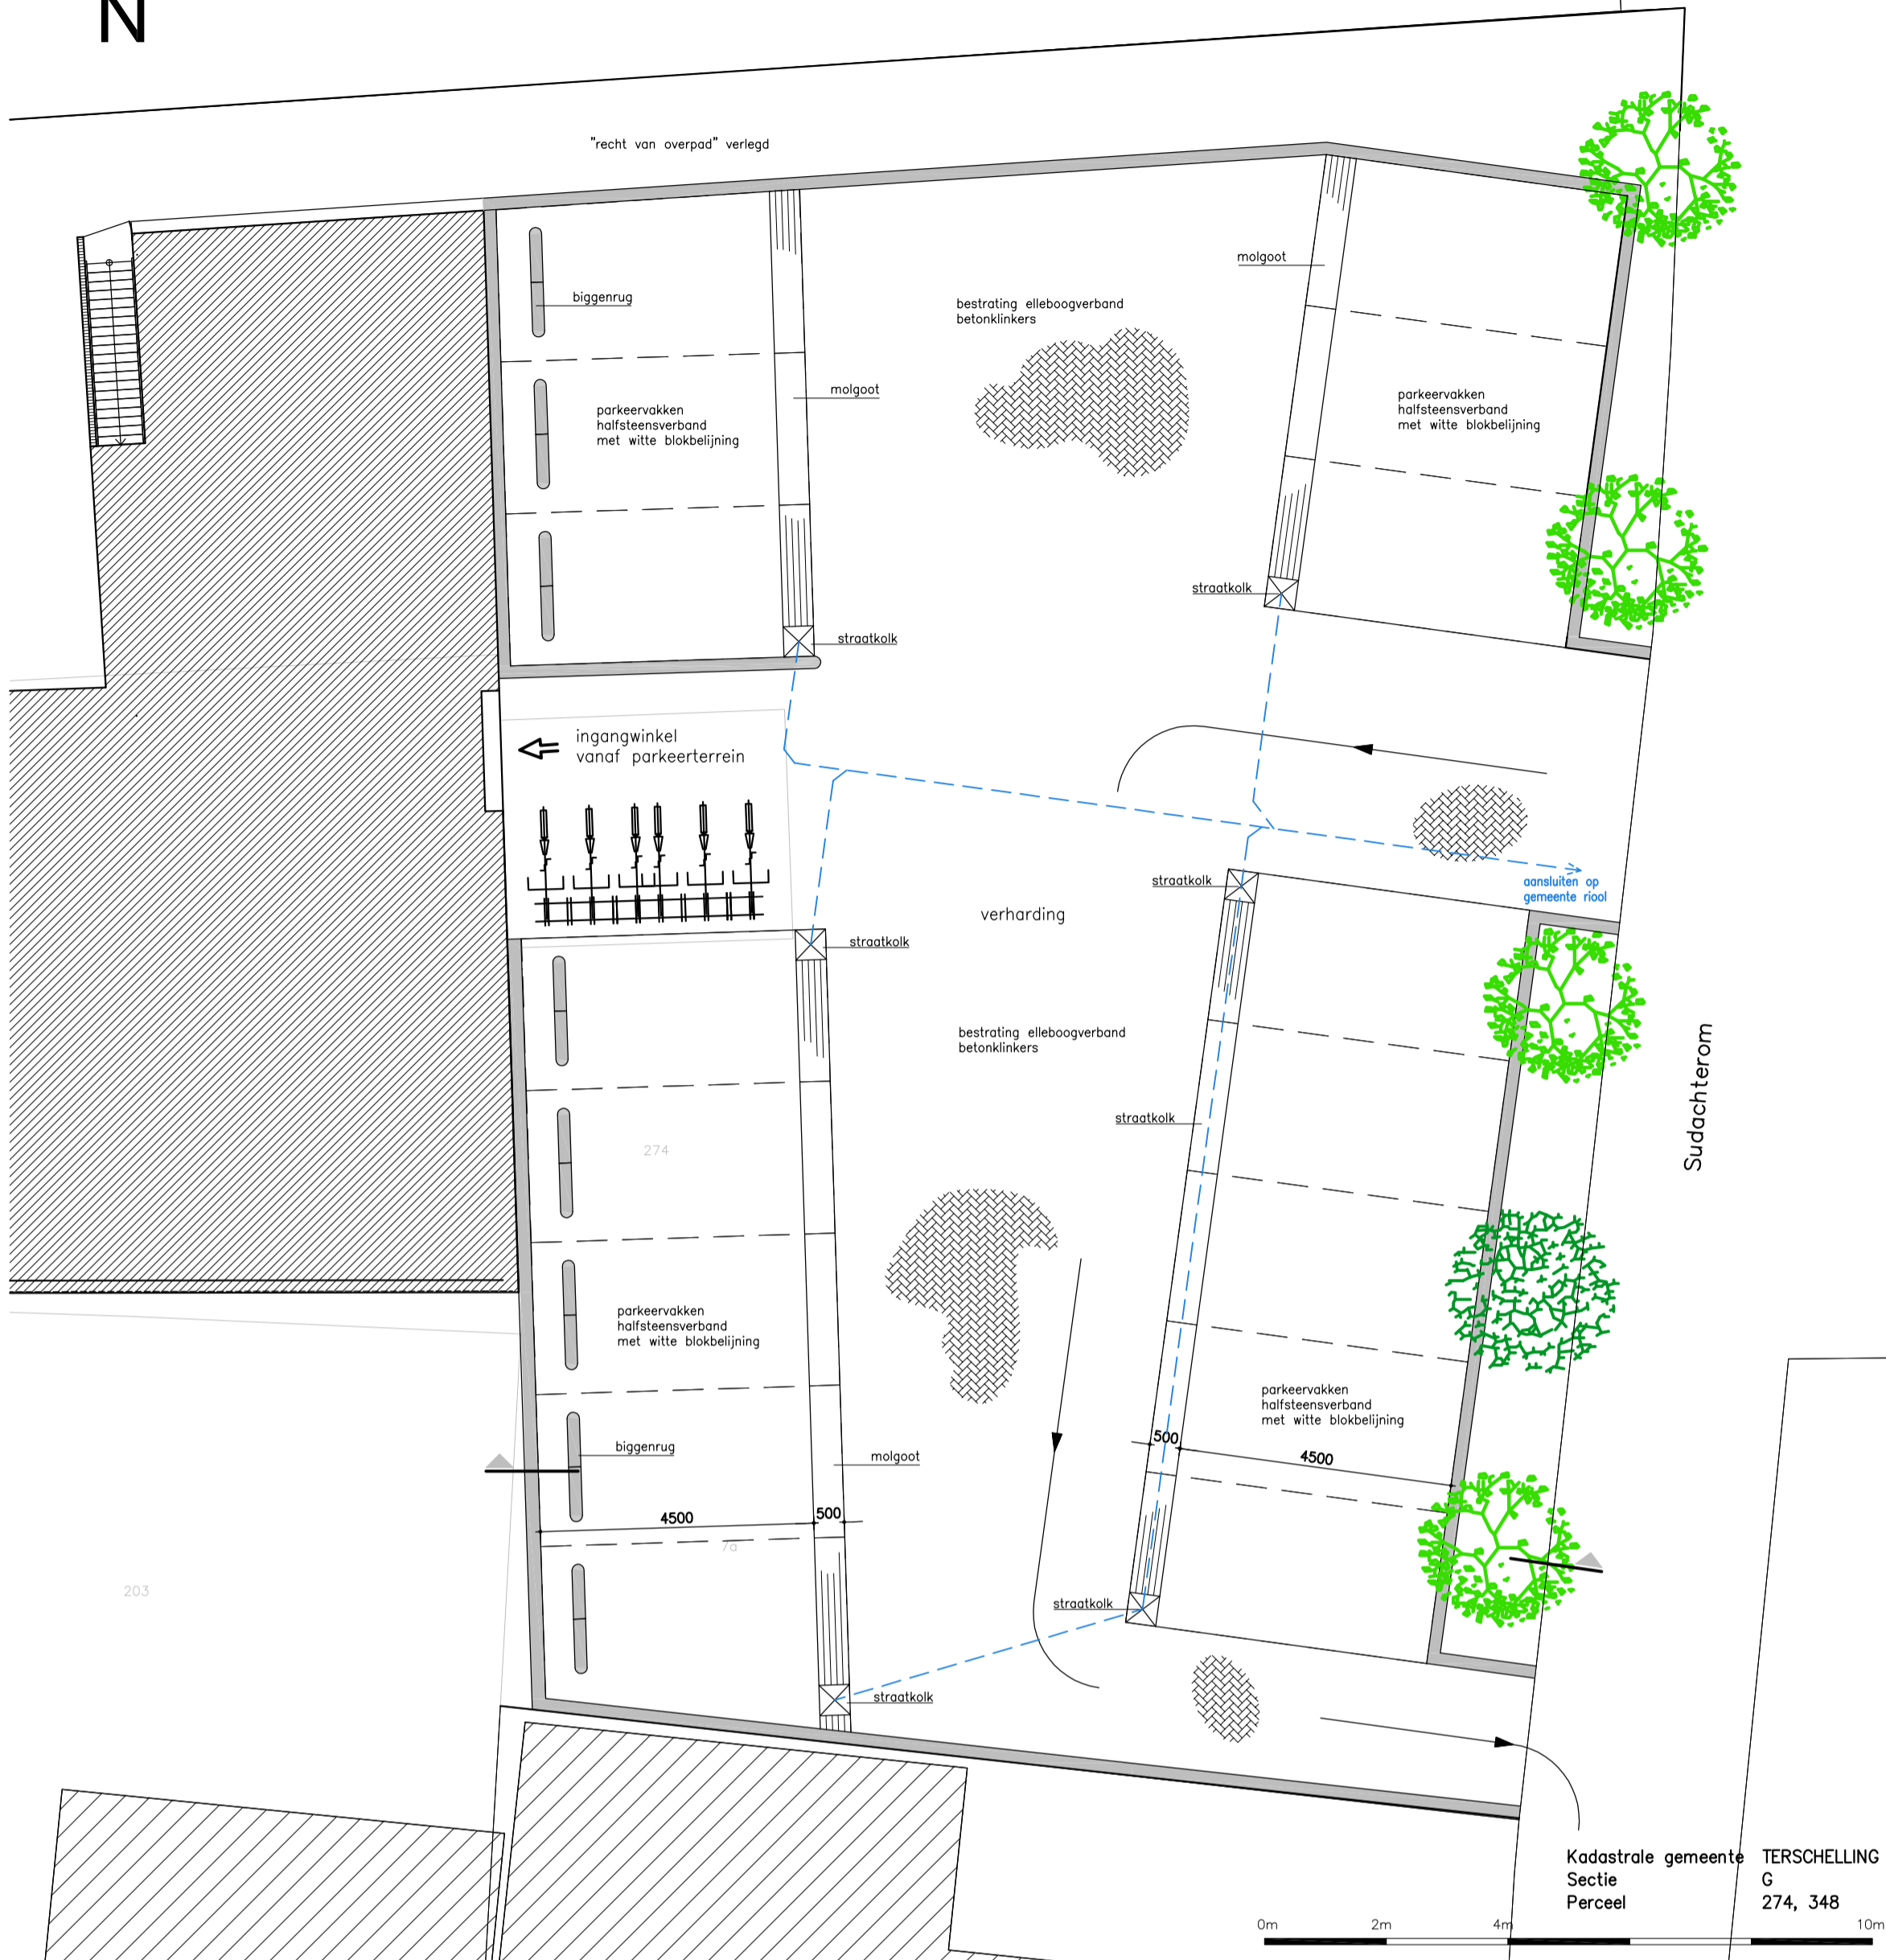 N
"recht van overpad" verlegd
molgoot
biggenrug
bestrating elleboogverband
betonklinkers
molgoot
parkeervakken
halfsteensverband
met witte blokbelijning
parkeervakken
halfsteensverband
met witte blokbelijning
straatkolk
straatkolk
ingangwinkel
vanaf parkeerterrein
straatkolk
aansluiten op
gemeente riool
verharding
straatkolk
bestrating elleboogverband
betonklinkers
Sudachterom
straatkolk
274
parkeervakken
halfsteensverband
met witte blokbelijning
parkeervakken
halfsteensverband
met witte blokbelijning
biggenrug
molgoot
500
4500
4500
500
7a
203
straatkolk
straatkolk
Kadastrale gemeente TERSCHELLING
Sectie G
Perceel 274, 348
0m 2m 4m 10m